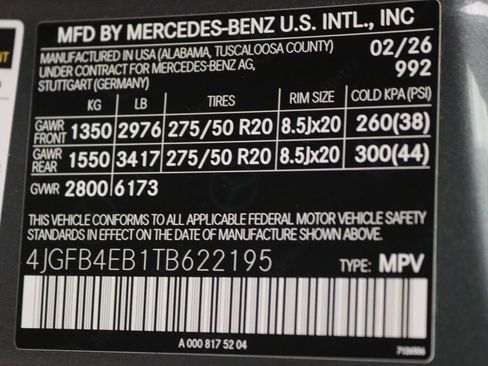 MFD BY MERCEDES-BENZ U.S. INTL., INC
MANUFACTURED IN USA (ALABAMA, TUSCALOOSA COUNTY) 02/26
UNDER CONTRACT FOR MERCEDES-BENZ AG, 992
STUTTGART (GERMANY)
KG LB TIRES RIM SIZE COLD KPA (PSI)
GAWR FRONT 1350 2976 275/50 R20 8.5Jx20 260(38)
GAWR REAR 1550 3417 275/50 R20 8.5Jx20 300(44)
GVWR 2800 6173
THIS VEHICLE CONFORMS TO ALL APPLICABLE FEDERAL MOTOR VEHICLE SAFETY
STANDARDS IN EFFECT ON THE DATE OF MANUFACTURE SHOWN ABOVE.
4JGFB4EB1TB622195 TYPE: MPV
A 000 817 52 04